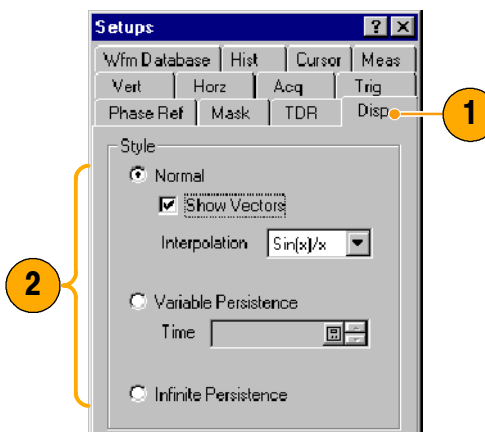 Setups
Wfm Database Hist Cursor Meas
Vert Horz Acq Trig
Phase Ref Mask TDR Disp
1
Style
Normal
Show Vectors
Interpolation Sin(x)/x
2
Variable Persistence
Time
Infinite Persistence